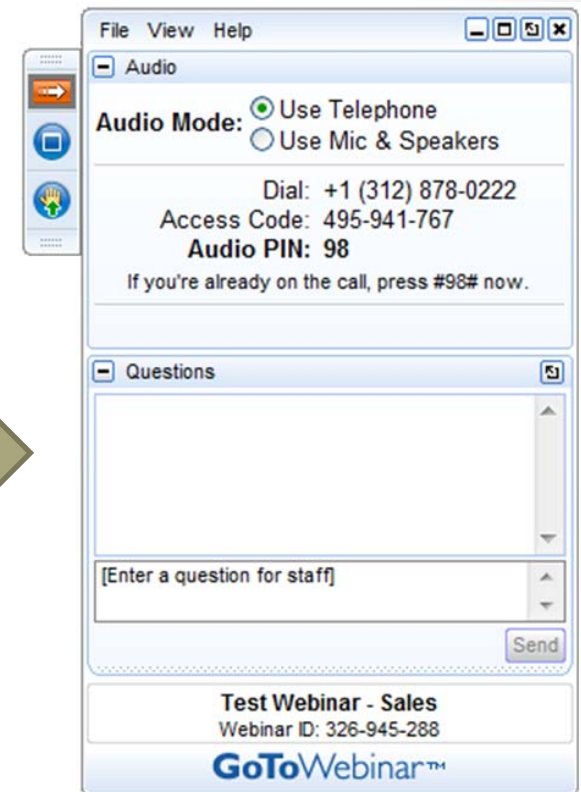 File View Help
Audio
Audio Mode: Use Telephone
Use Mic & Speakers
Dial: +1 (312) 878-0222
Access Code: 495-941-767
Audio PIN: 98
If you're already on the call, press #98# now.
Questions
[Enter a question for staff]
Send
Test Webinar - Sales
Webinar ID: 326-945-288
GoToWebinar™